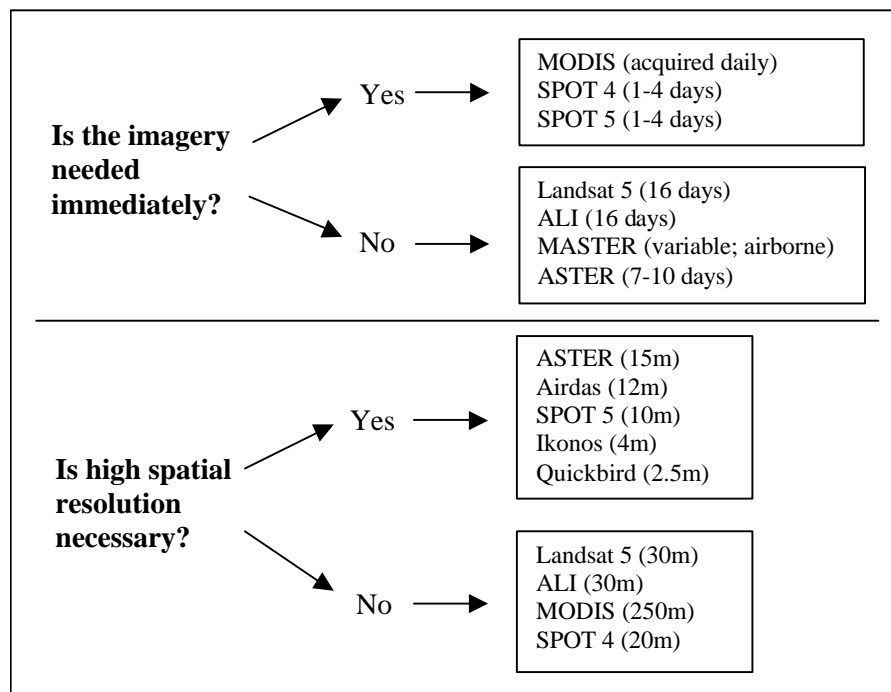 Is the imagery
needed
immediately?
Yes
MODIS (acquired daily)
SPOT 4 (1-4 days)
SPOT 5 (1-4 days)
No
Landsat 5 (16 days)
ALI (16 days)
MASTER (variable; airborne)
ASTER (7-10 days)
Is high spatial
resolution
necessary?
Yes
ASTER (15m)
Airdas (12m)
SPOT 5 (10m)
Ikonos (4m)
Quickbird (2.5m)
No
Landsat 5 (30m)
ALI (30m)
MODIS (250m)
SPOT 4 (20m)